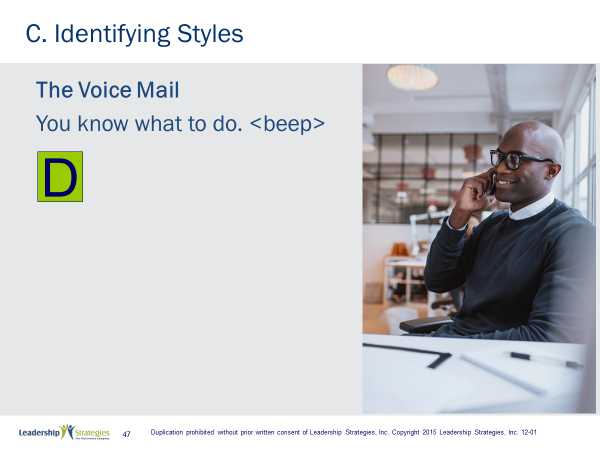 C. Identifying Styles
The Voice Mail
You know what to do. <beep>
D
Leadership Strategies
The Facilitation Company
47
Duplication prohibited without prior written consent of Leadership Strategies, Inc. Copyright 2015 Leadership Strategies, Inc. 12-01